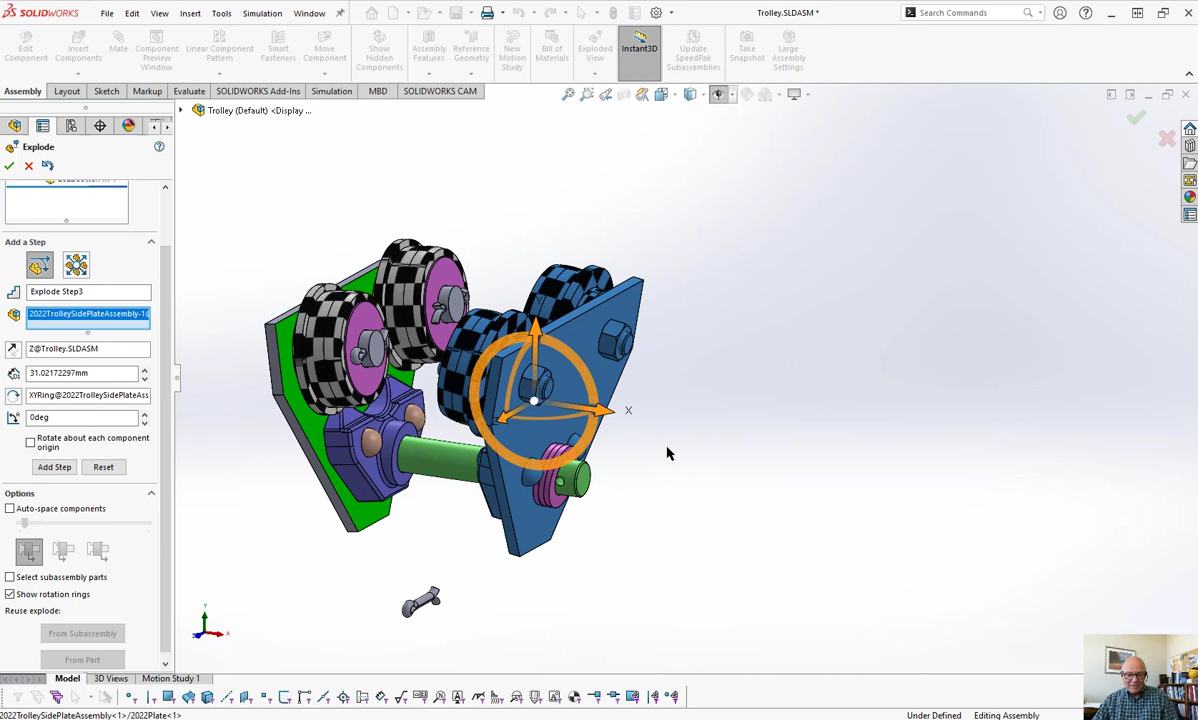 SOLIDWORKS File Edit View Insert Tools Simulation Window Trolley.SLDASM * Search Commands
Edit Component
Insert Components
Mate
Component Preview Window
Linear Component Pattern
Smart Fasteners
Move Component
Show Hidden Components
Assembly Features
Reference Geometry
New Motion Study
Bill of Materials
Exploded View
Instant3D
Update SpeedPak Subassemblies
Take Snapshot
Large Assembly Settings
Assembly Layout Sketch Markup Evaluate SOLIDWORKS Add-Ins Simulation MBD SOLIDWORKS CAM
Trolley (Default) <Display ...
Explode
Add a Step
Explode Step3
2022TrolleySidePlateAssembly-1@
Z@Trolley.SLDASM
31.02172297mm
XYRing@2022TrolleySidePlateAss
0deg
Rotate about each component origin
Add Step Reset
Options
Auto-space components
Select subassembly parts
Show rotation rings
Reuse explode:
From Subassembly
From Part
X
Y
X
Model 3D Views Motion Study 1
2022TrolleySidePlateAssembly<1>/2022Plate<1> Under Defined Editing Assembly